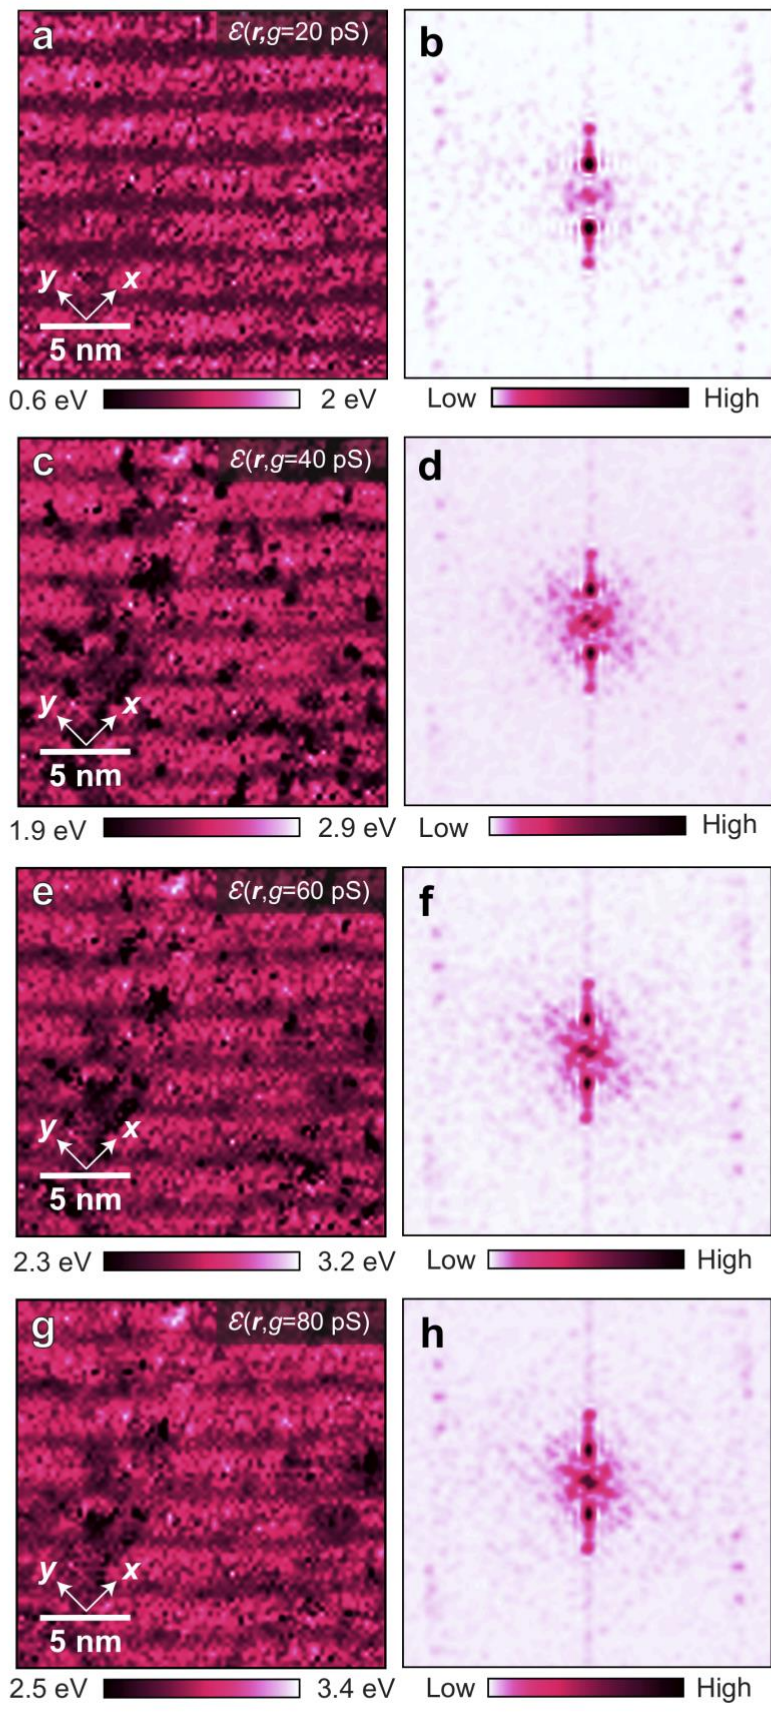 a
ℰ(r,g=20 pS)
b
y
x
5 nm
0.6 eV
2 eV
Low
High
c
ℰ(r,g=40 pS)
d
y
x
5 nm
1.9 eV
2.9 eV
Low
High
e
ℰ(r,g=60 pS)
f
y
x
5 nm
2.3 eV
3.2 eV
Low
High
g
ℰ(r,g=80 pS)
h
y
x
5 nm
2.5 eV
3.4 eV
Low
High